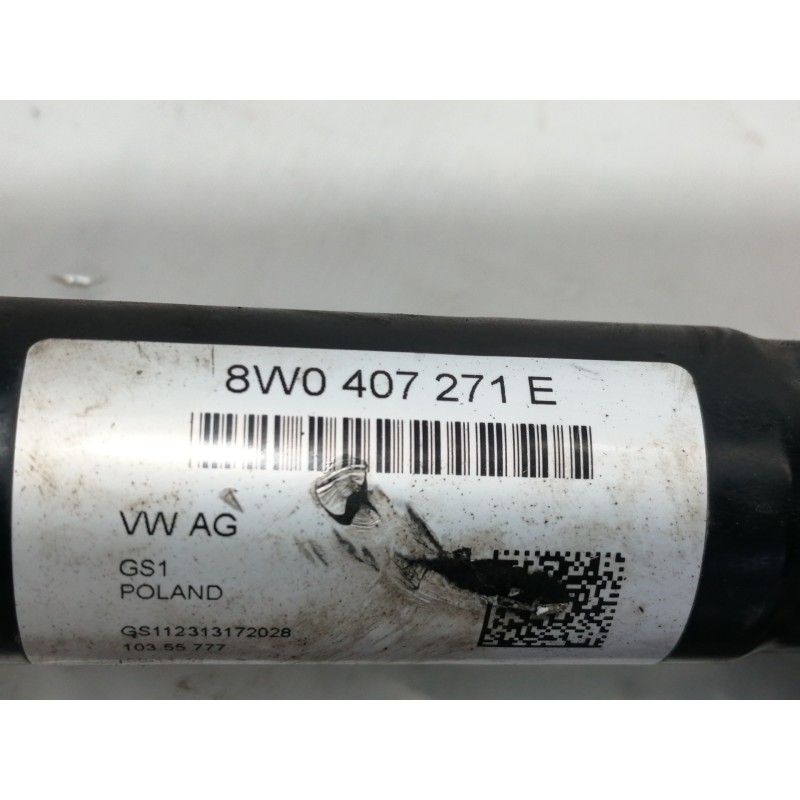 8W0 407 271 E
VW AG
GS1
POLAND
GS112313172028
103.55 777